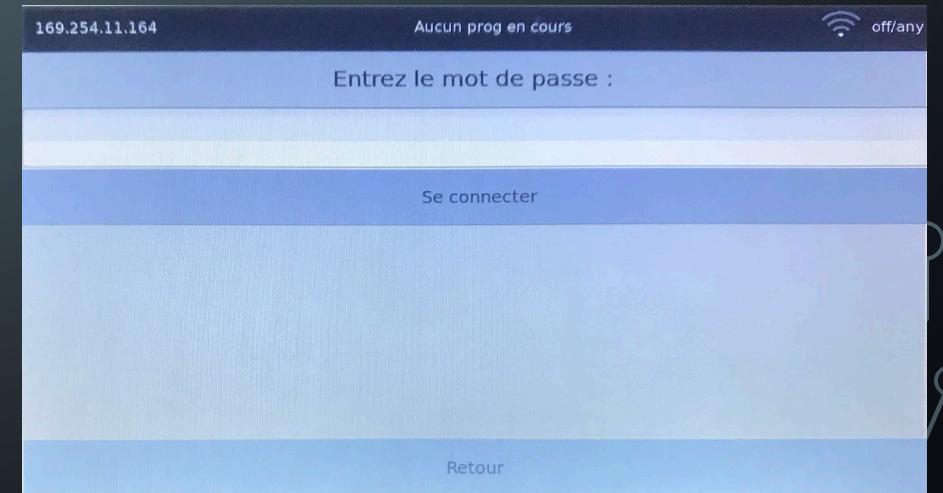 169.254.11.164 Aucun prog en cours off/any
Entrez le mot de passe :
Se connecter
Retour